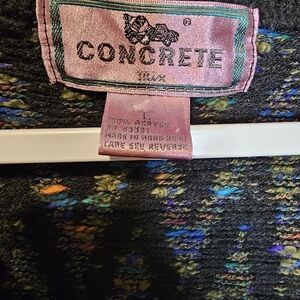 ®
CONCRETE
L
100% ACRYLIC
MADE IN HONG KONG
CARE SEE REVERSE